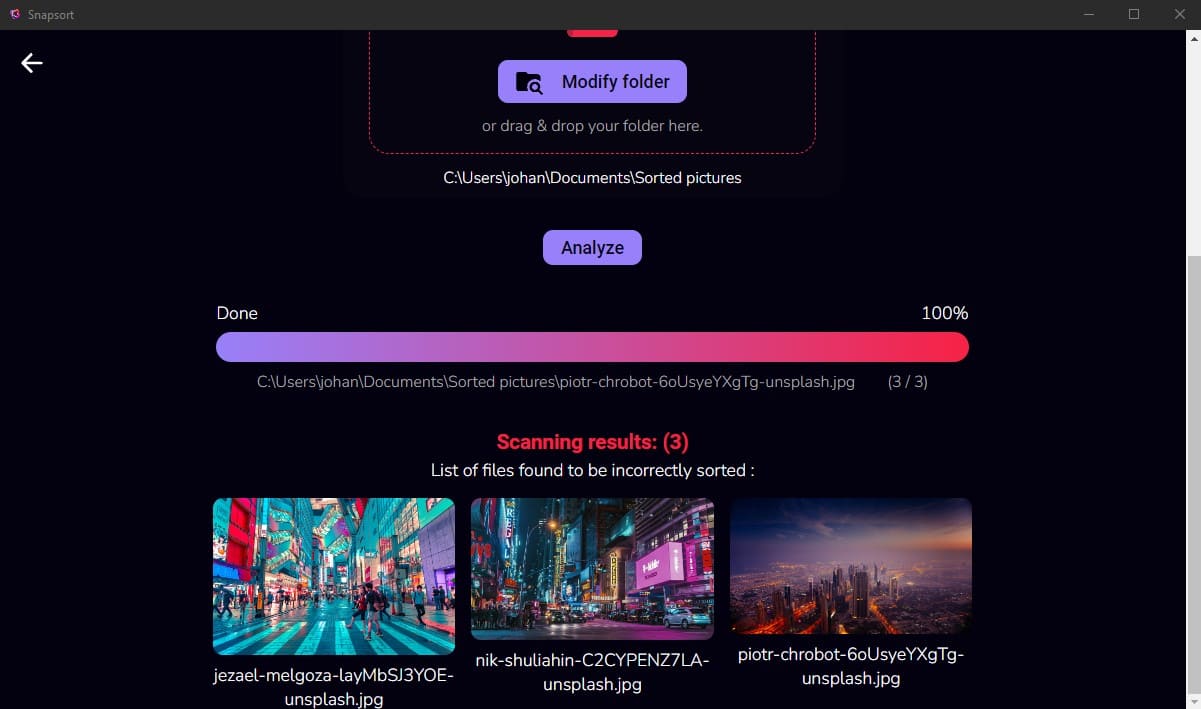 Snapsort
Modify folder
or drag & drop your folder here.
C:\Users\johan\Documents\Sorted pictures
Analyze
Done 100%
C:\Users\johan\Documents\Sorted pictures\piotr-chrobot-6oUsyeYXgTg-unsplash.jpg (3 / 3)
Scanning results: (3)
List of files found to be incorrectly sorted :
jezael-melgoza-layMbSJ3YOE-
unsplash.jpg
nik-shuliahin-C2CYPENZ7LA-
unsplash.jpg
piotr-chrobot-6oUsyeYXgTg-
unsplash.jpg